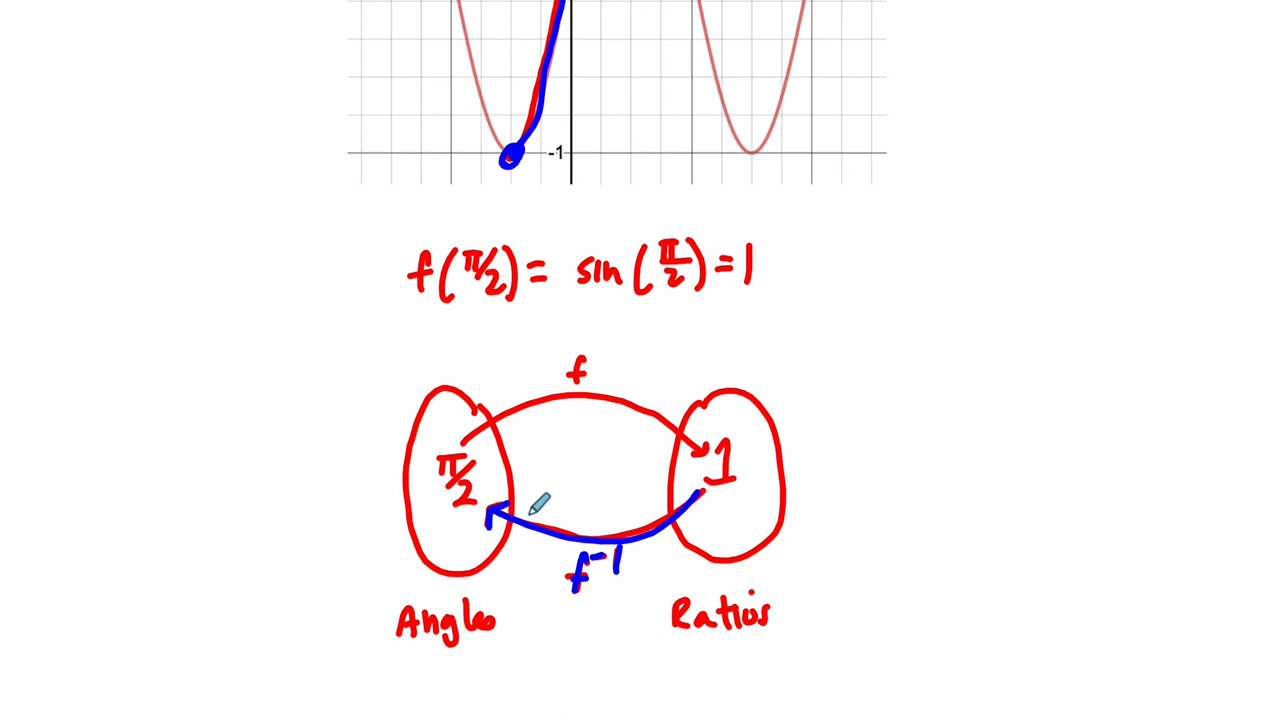 -1
f(π/2) = sin(π/2) = 1
f
π/2 1
f⁻¹
Angles Ratios